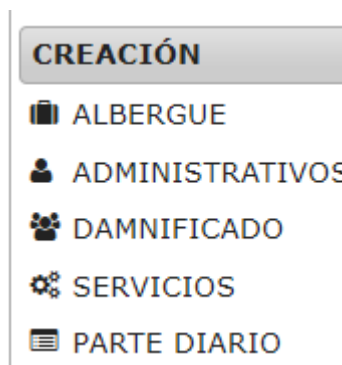 CREACIÓN
ALBERGUE
ADMINISTRATIVOS
DAMNIFICADO
SERVICIOS
PARTE DIARIO